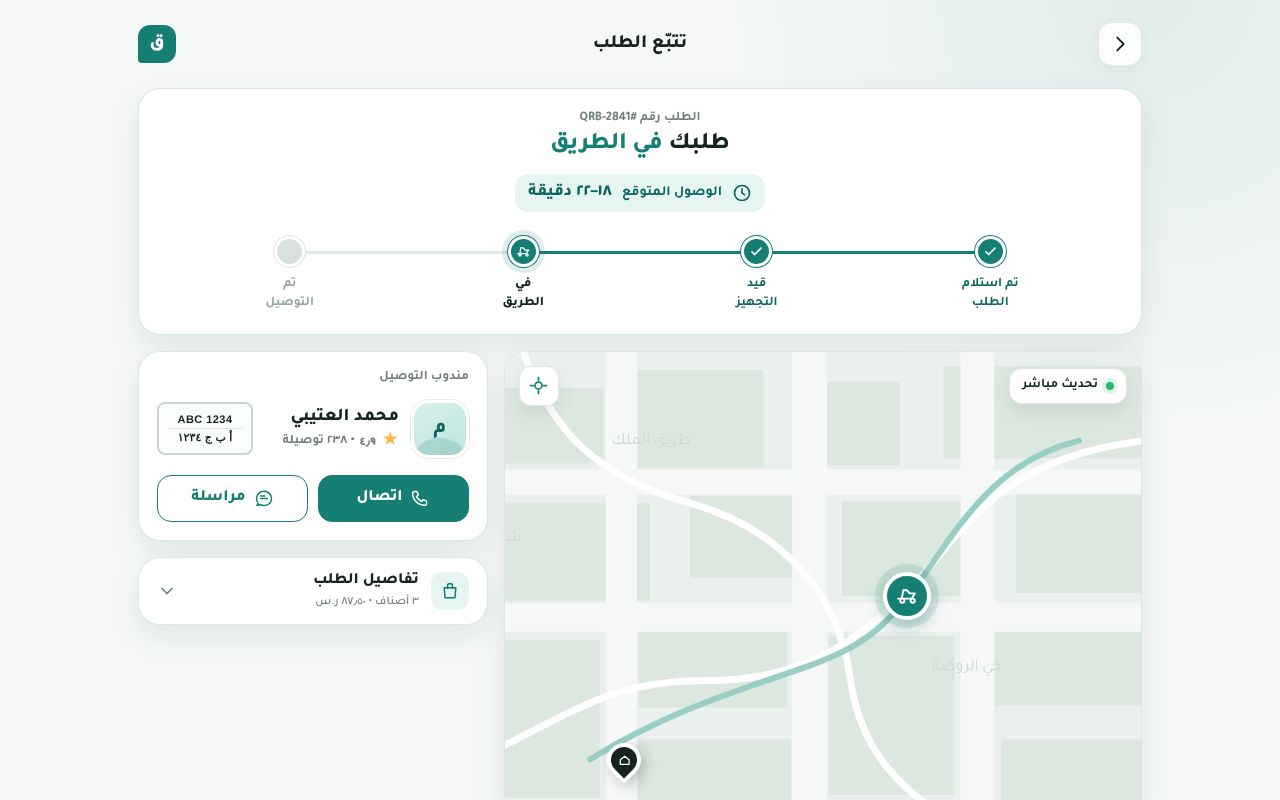 تتبّع الطلب
ق
الطلب رقم #QRB-2841
طلبك في الطريق
الوصول المتوقع ١٨–٢٢ دقيقة
تم استلام
الطلب
قيد
التجهيز
في
الطريق
تم
التوصيل
تحديث مباشر
طريق الملك
حي الروضة
مندوب التوصيل
م
محمد العتيبي
٤٫٩ • ٢٣٨ توصيلة
ABC 1234
أ ب ج ١٢٣٤
اتصال
مراسلة
تفاصيل الطلب
٣ أصناف • ٨٧٫٥٠ ر.س